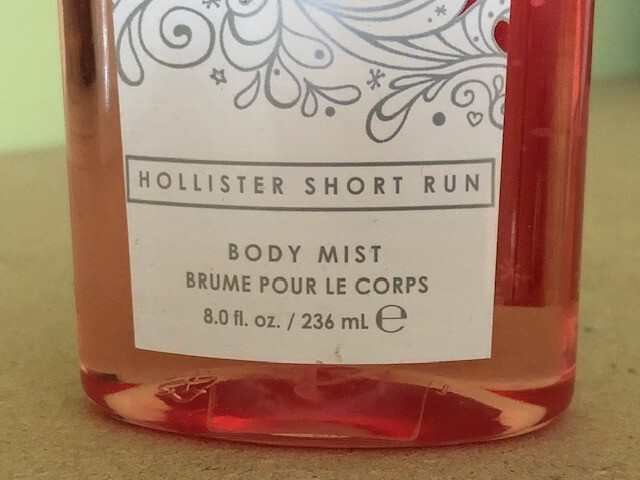 HOLLISTER SHORT RUN
BODY MIST
BRUME POUR LE CORPS
8.0 fl. oz. / 236 mL ℮